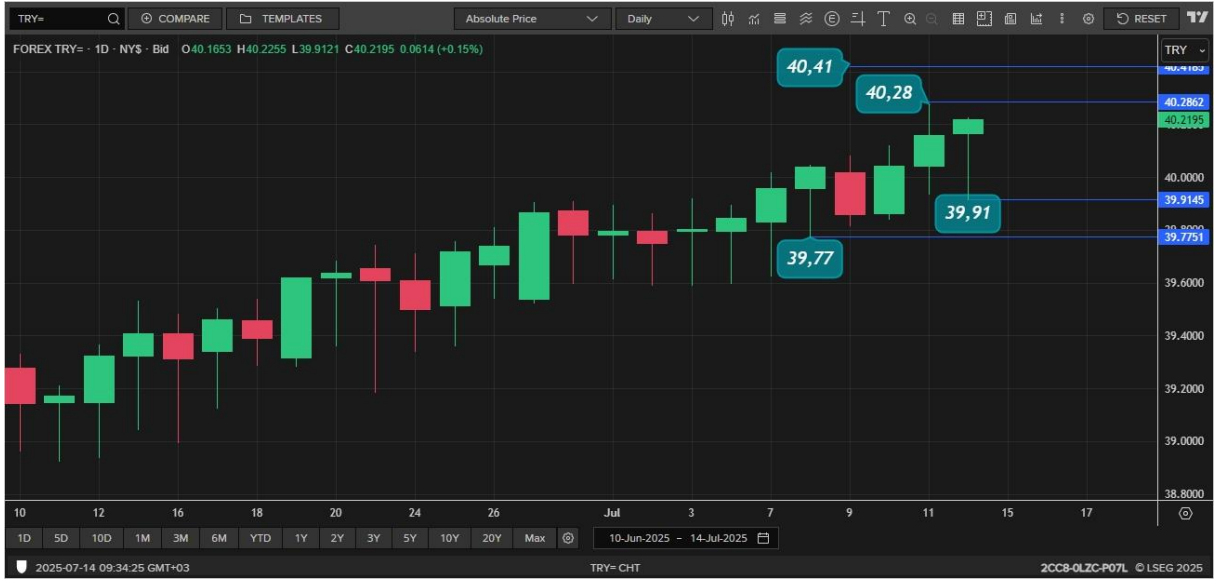 TRY=
COMPARE
TEMPLATES
Absolute Price
Daily
RESET
FOREX TRY= · 1D · NY$ · Bid O40.1653 H40.2255 L39.9121 C40.2195 0.0614 (+0.15%)
TRY
40,41
40.4185
40,28
40.2862
40.2195
40.0000
39.9145
39,91
39.8000
39.7751
39,77
39.6000
39.4000
39.2000
39.0000
38.8000
10 12 16 18 20 24 26 Jul 3 7 9 11 15 17
1D 5D 10D 1M 3M 6M YTD 1Y 2Y 3Y 5Y 10Y 20Y Max 10-Jun-2025 - 14-Jul-2025
2025-07-14 09:34:25 GMT+03 TRY= CHT 2CC8-0LZC-P07L © LSEG 2025